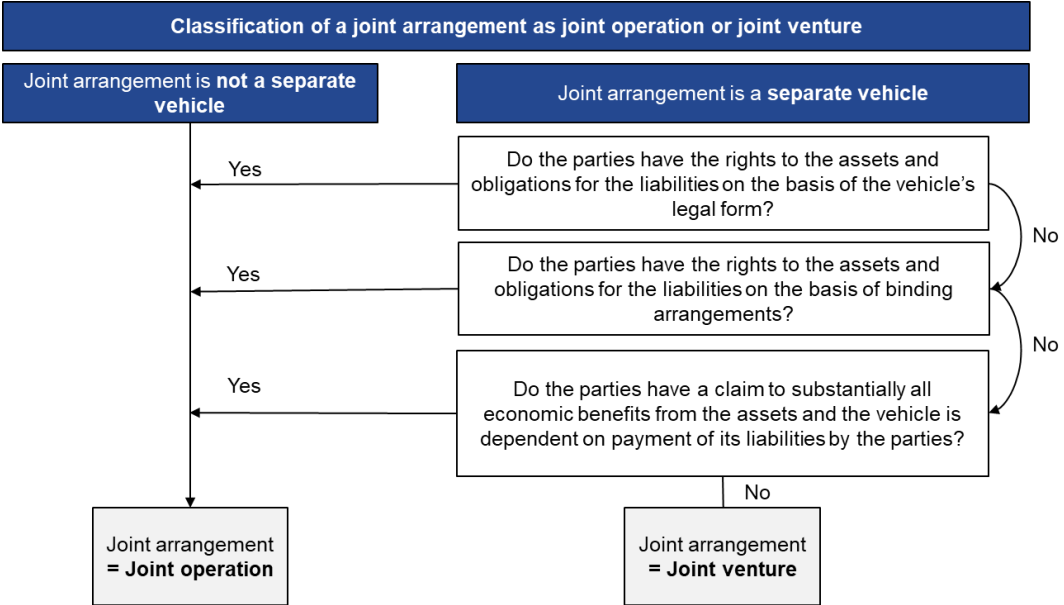 Classification of a joint arrangement as joint operation or joint venture
Joint arrangement is not a separate
vehicle
Joint arrangement is a separate vehicle
Do the parties have the rights to the assets and
obligations for the liabilities on the basis of the vehicle's
legal form?
Yes
No
Do the parties have the rights to the assets and
obligations for the liabilities on the basis of binding
arrangements?
Yes
No
Do the parties have a claim to substantially all
economic benefits from the assets and the vehicle is
dependent on payment of its liabilities by the parties?
Yes
No
Joint arrangement
= Joint operation
Joint arrangement
= Joint venture